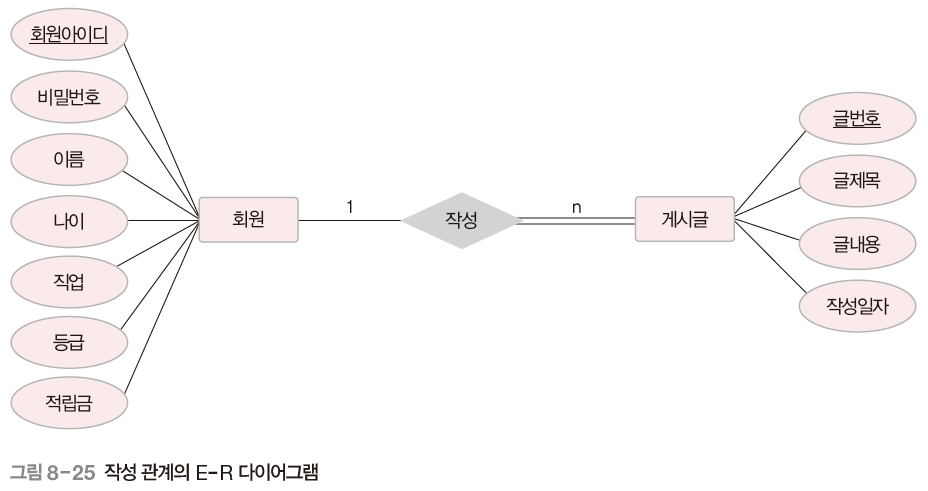 회원아이디
비밀번호
이름
나이
직업
등급
적립금
회원
1
작성
n
게시글
글번호
글제목
글내용
작성일자
그림 8-25 작성 관계의 E-R 다이어그램